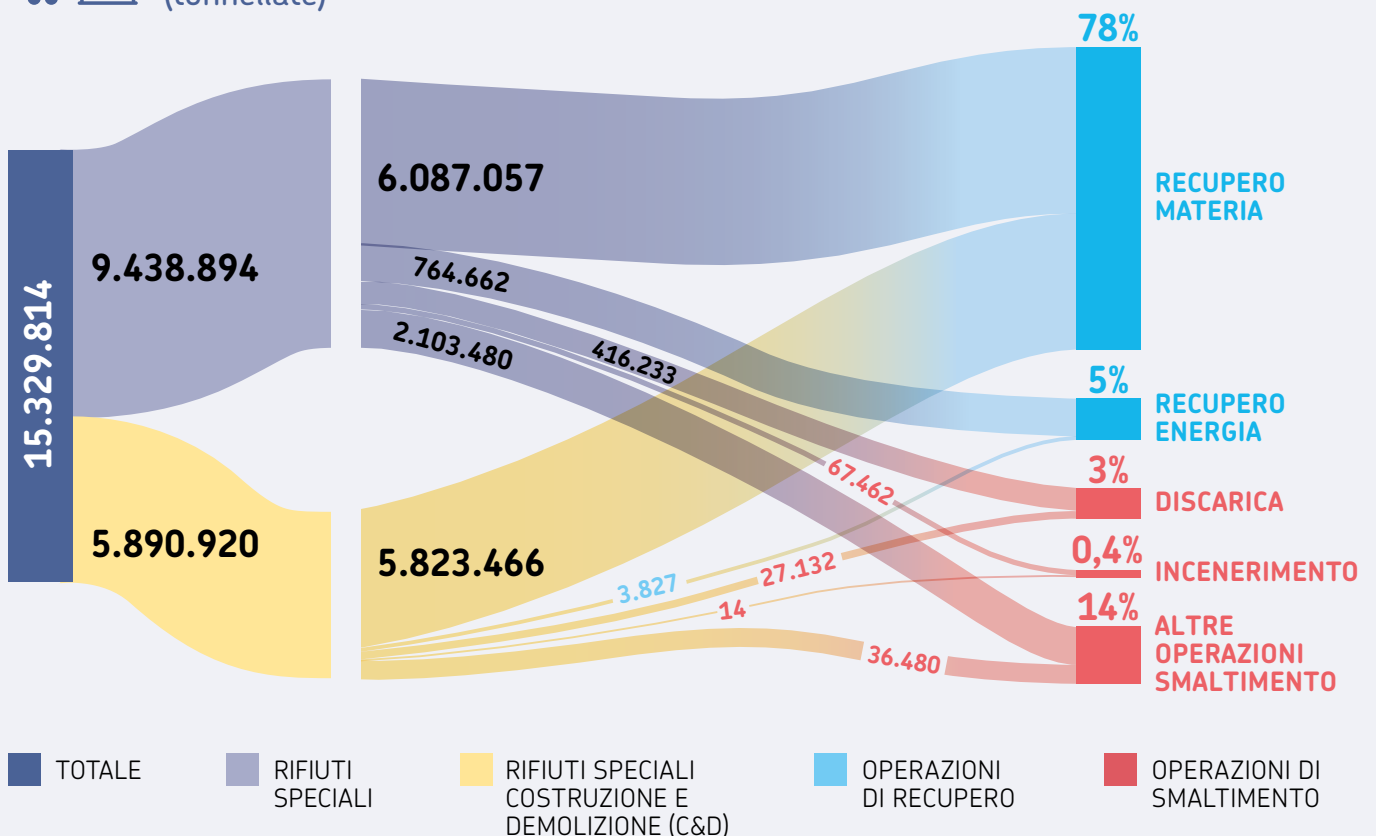 (tonnellate)
15.329.814
9.438.894
5.890.920
6.087.057
764.662
416.233
2.103.480
67.462
5.823.466
3.827
27.132
14
36.480
78%
RECUPERO
MATERIA
5%
RECUPERO
ENERGIA
3%
DISCARICA
0,4%
INCENERIMENTO
14%
ALTRE
OPERAZIONI
SMALTIMENTO
TOTALE
RIFIUTI
SPECIALI
RIFIUTI SPECIALI
COSTRUZIONE E
DEMOLIZIONE (C&D)
OPERAZIONI
DI RECUPERO
OPERAZIONI DI
SMALTIMENTO